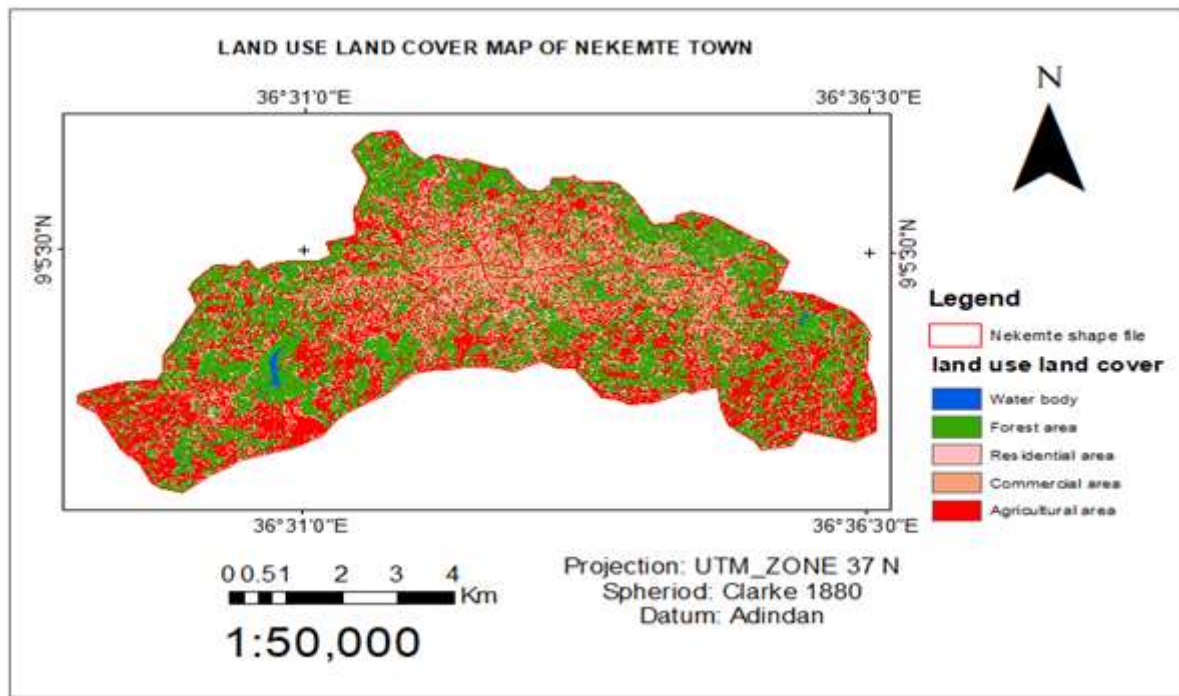 LAND USE LAND COVER MAP OF NEKEMTE TOWN
N
36°31'0"E
36°36'30"E
9°5'30"N
9°5'30"N
Legend
Nekemte shape file
land use land cover
Water body
Forest area
Residential area
Commercial area
Agricultural area
36°31'0"E
36°36'30"E
0 0.51 2 3 4
Km
1:50,000
Projection: UTM_ZONE 37 N
Spheriod: Clarke 1880
Datum: Adindan